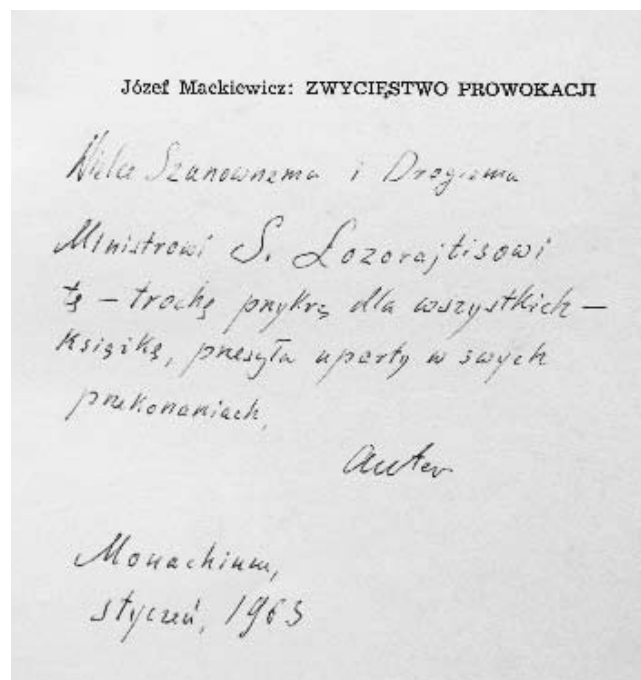 Józef Mackiewicz: ZWYCIĘSTWO PROWOKACJI
Wielce Szanownemu i Drogiemu
Ministrowi S. Lozorajtisowi
tę – trochę przykrą dla wszystkich –
książkę, przesyła uparty w swych
przekonaniach,
autor
Monachium,
styczeń, 1963